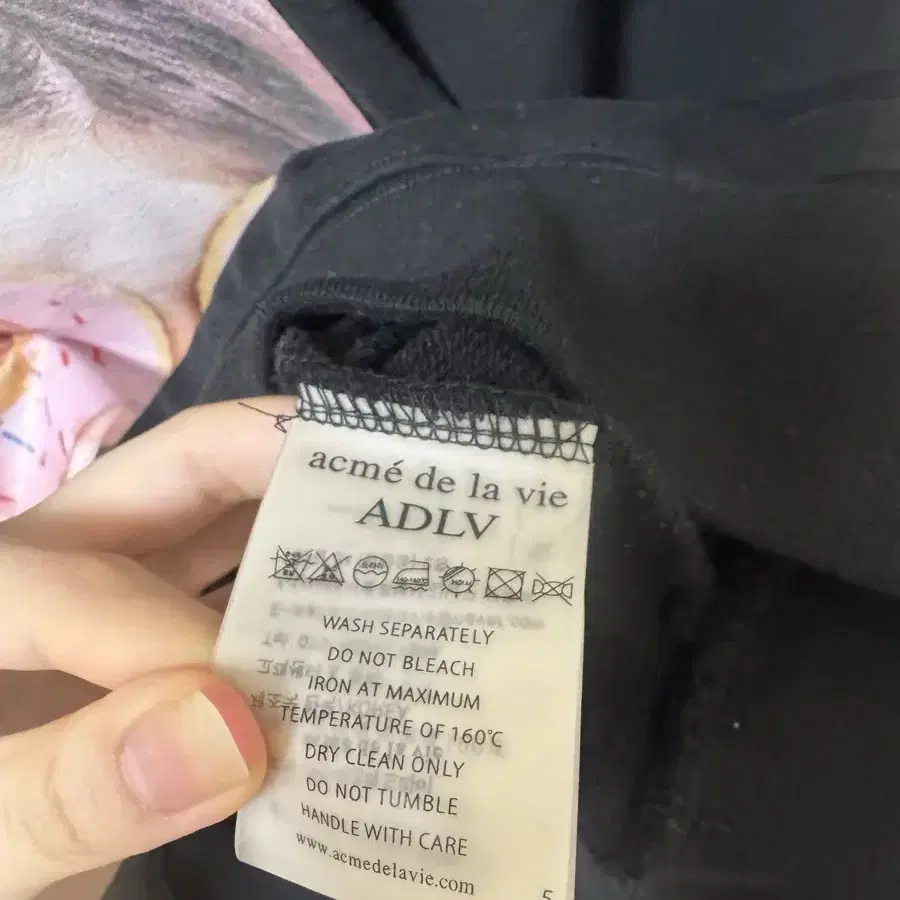 acmé de la vie
ADLV
WASH SEPARATELY
DO NOT BLEACH
IRON AT MAXIMUM
TEMPERATURE OF 160℃
DRY CLEAN ONLY
DO NOT TUMBLE
HANDLE WITH CARE
www.acmedelavie.com
5